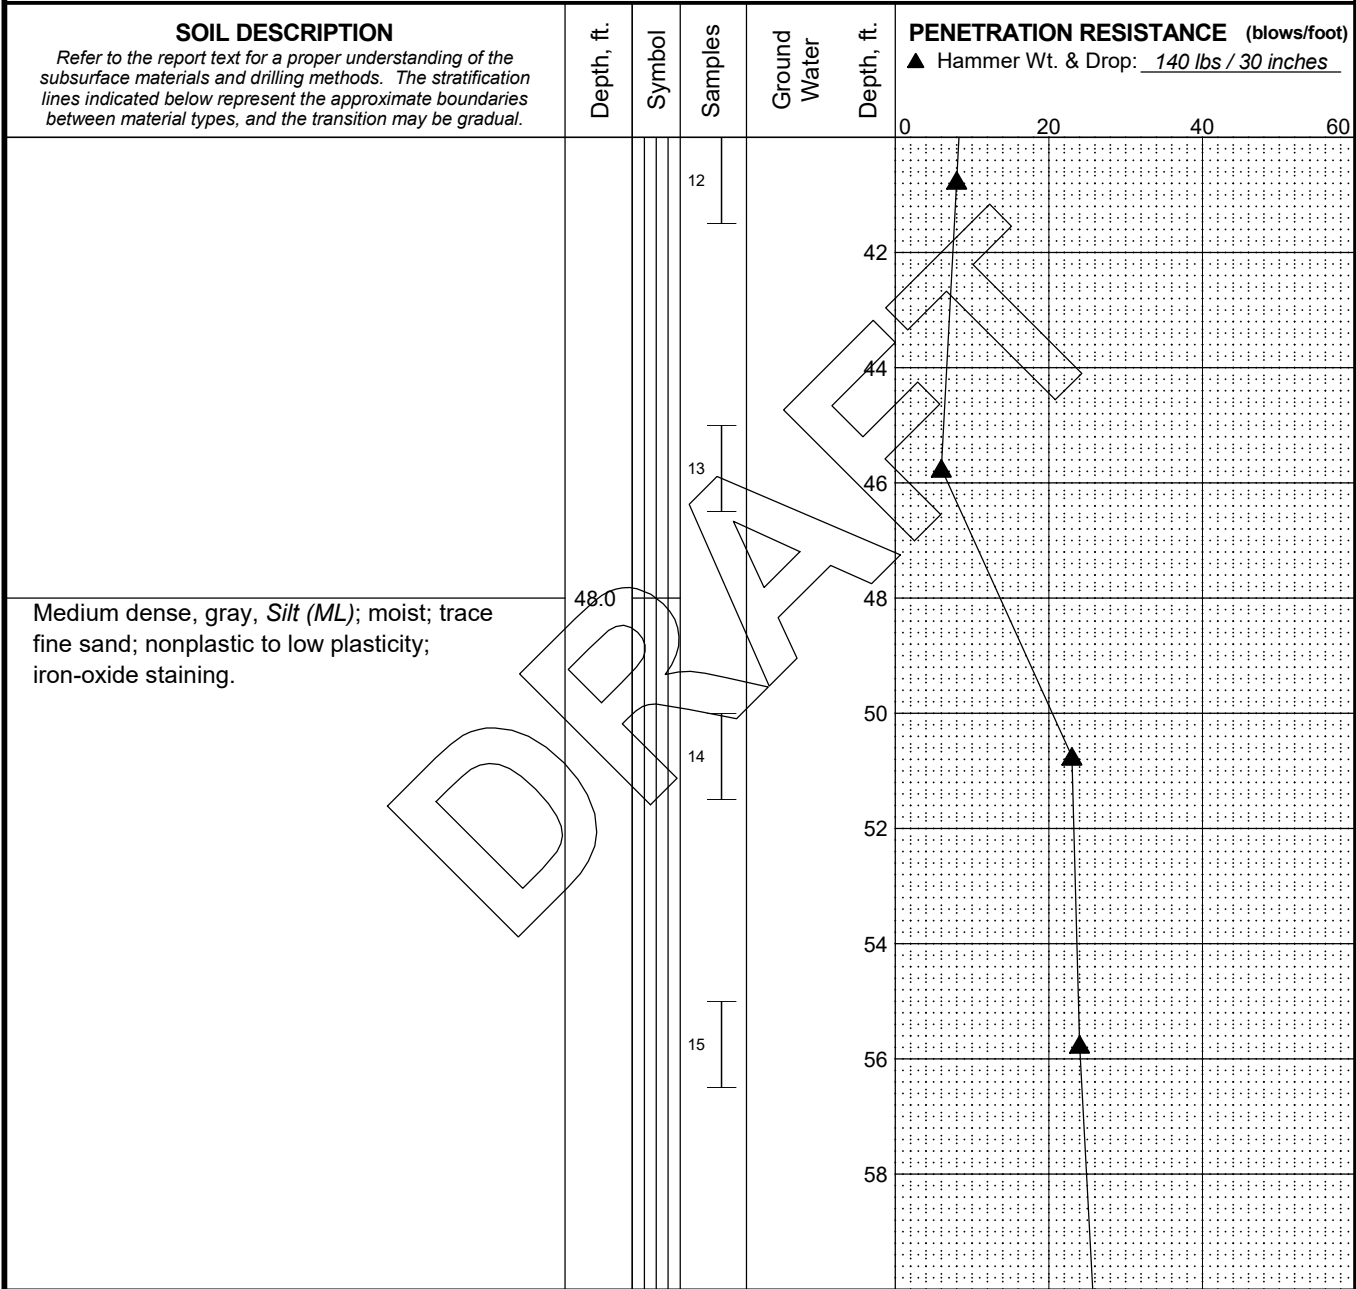 SOIL DESCRIPTION
Refer to the report text for a proper understanding of the
subsurface materials and drilling methods. The stratification
lines indicated below represent the approximate boundaries
between material types, and the transition may be gradual.
Depth, ft.
Symbol
Samples
Ground
Water
Depth, ft.
PENETRATION RESISTANCE (blows/foot)
▲ Hammer Wt. & Drop: 140 lbs / 30 inches
0 20 40 60
12
42
44
13
46
48.0
48
Medium dense, gray, Silt (ML); moist; trace
fine sand; nonplastic to low plasticity;
iron-oxide staining.
50
14
52
54
15
56
58
DRAFT